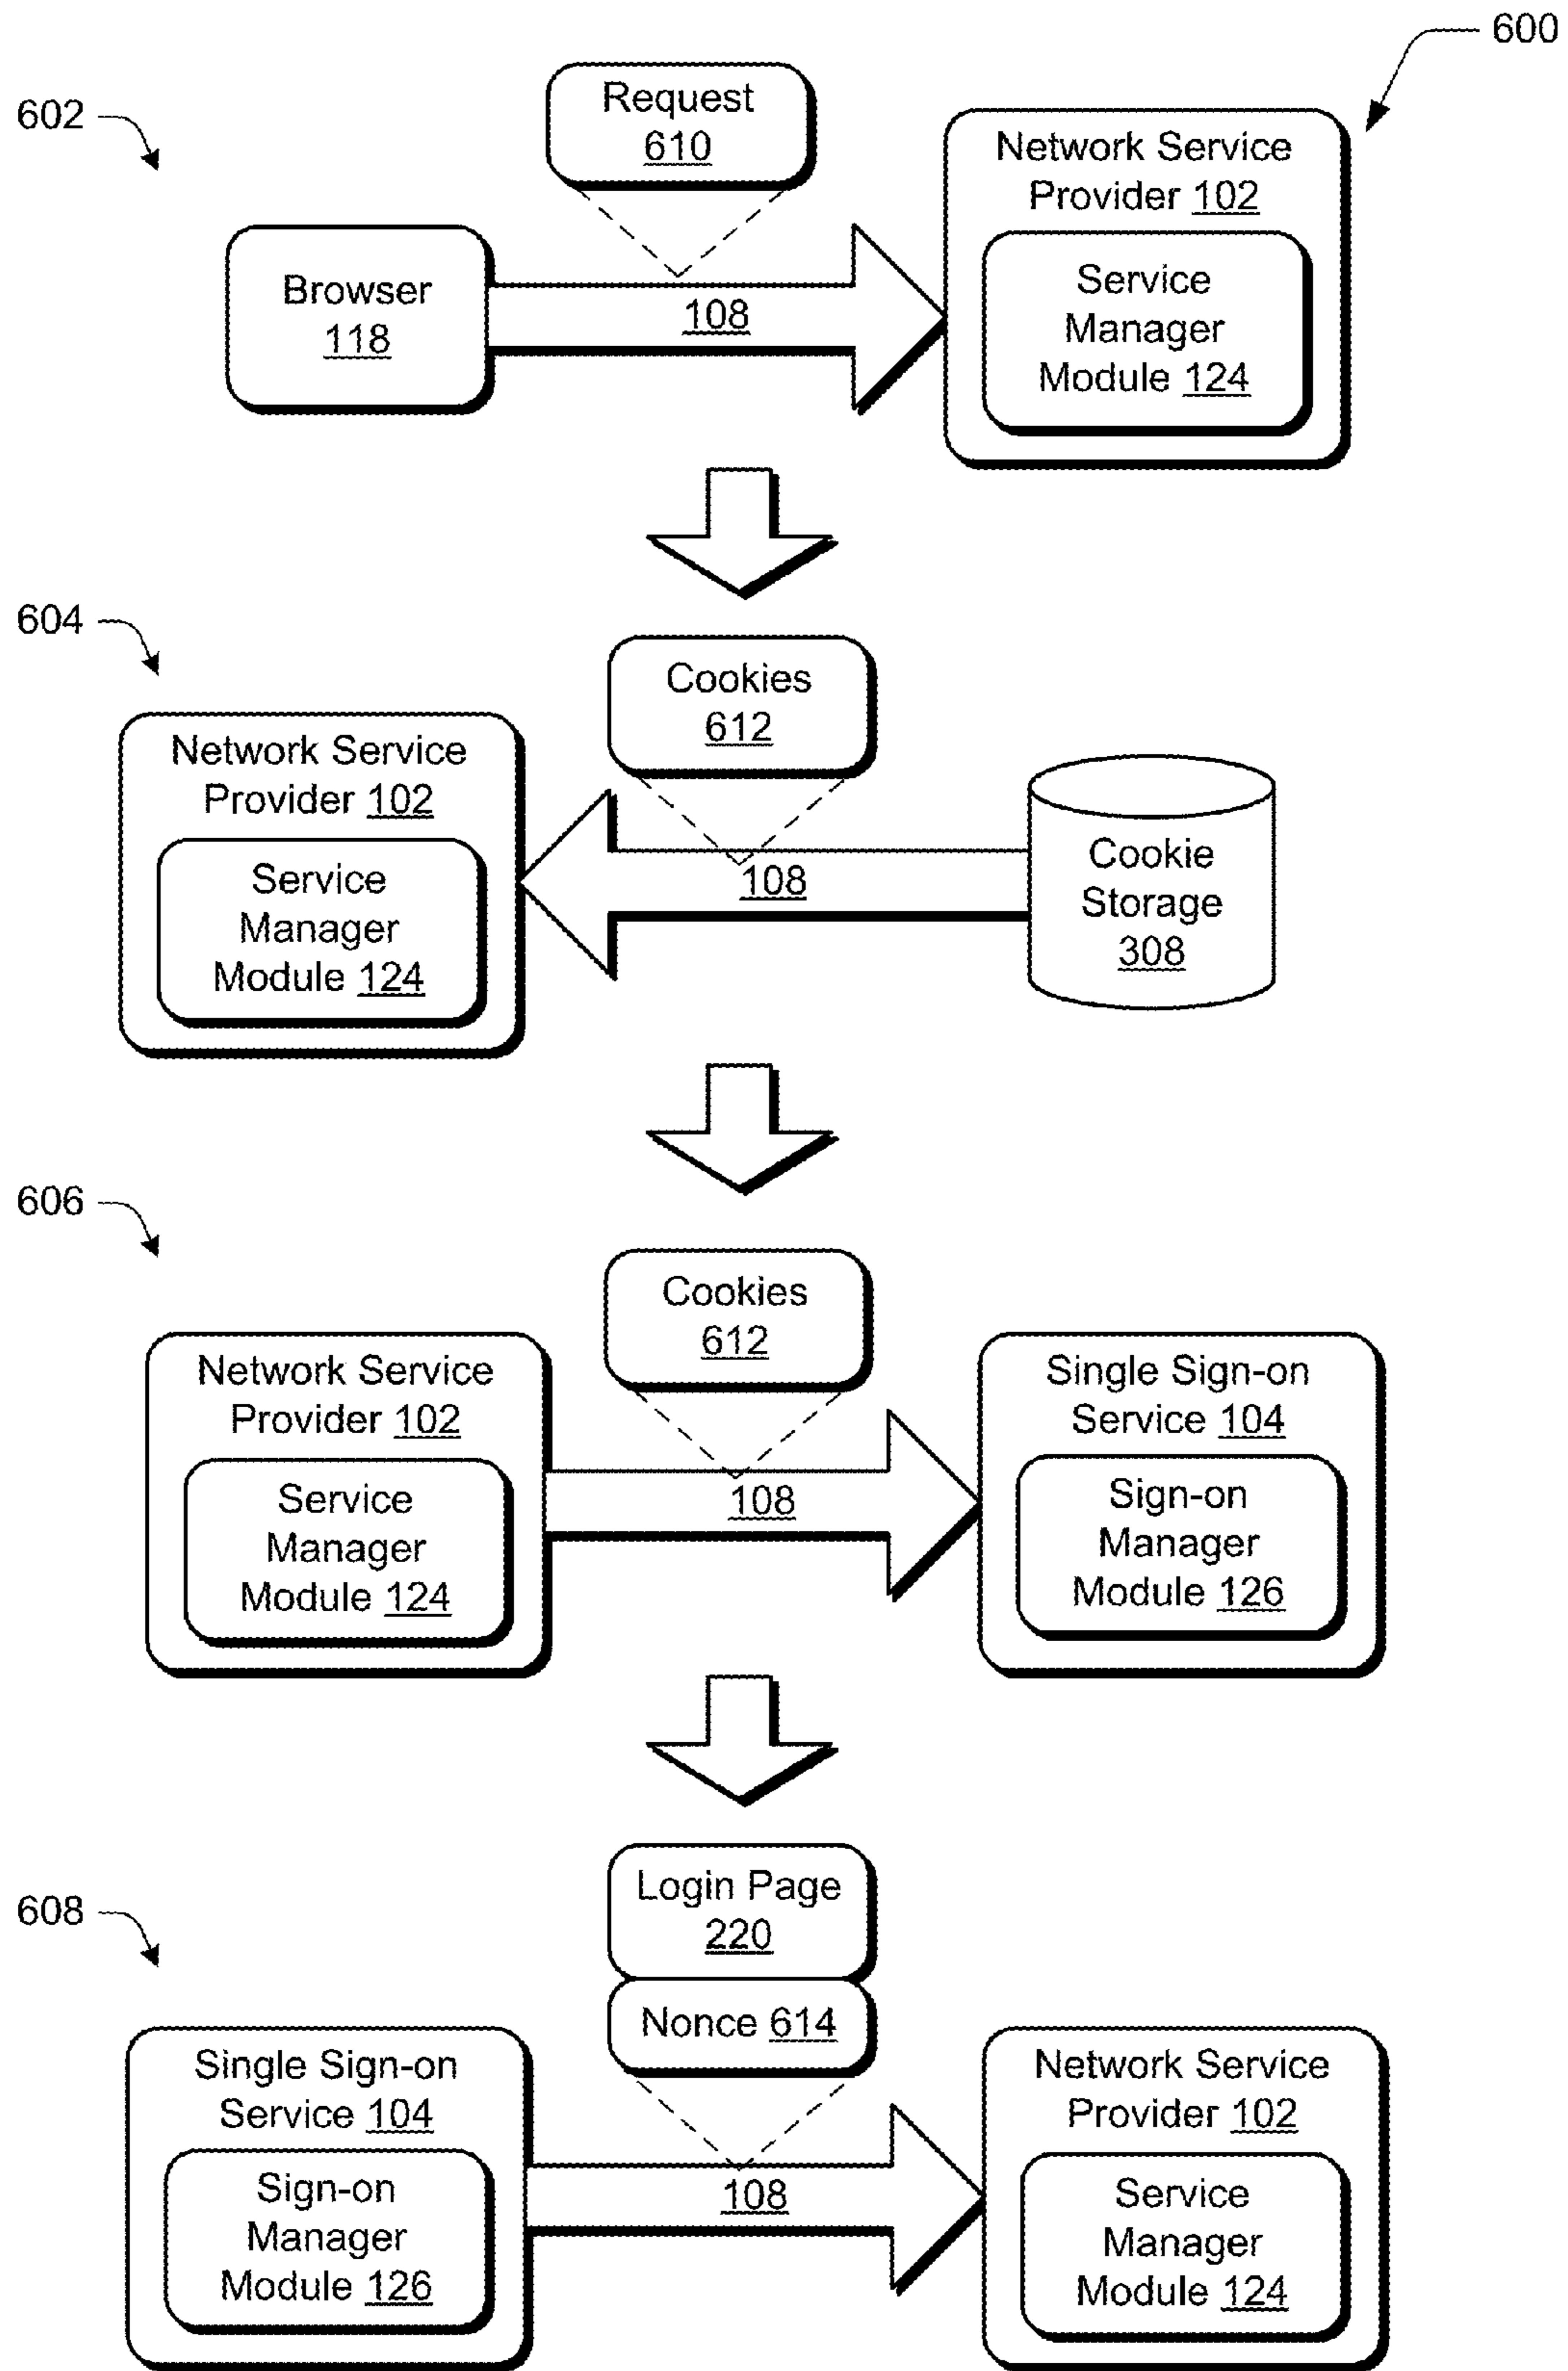 600
602
Request
610
Network Service
Provider 102
Browser
118
108
Service
Manager
Module 124
604
Cookies
612
Network Service
Provider 102
Service
Manager
Module 124
108
Cookie
Storage
308
606
Cookies
612
Network Service
Provider 102
Service
Manager
Module 124
108
Single Sign-on
Service 104
Sign-on
Manager
Module 126
608
Login Page
220
Nonce 614
Single Sign-on
Service 104
Sign-on
Manager
Module 126
108
Network Service
Provider 102
Service
Manager
Module 124